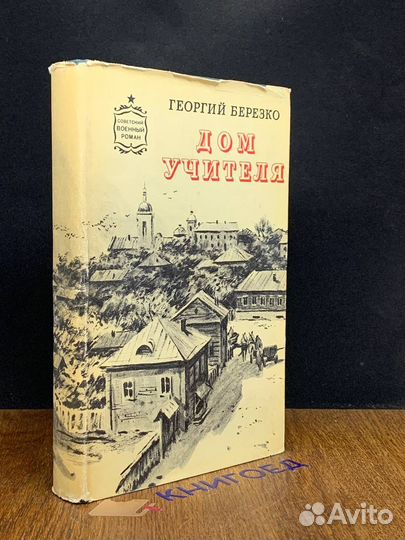 ГЕОРГИЙ БЕРЕЗКО
ДОМ
УЧИТЕЛЯ
СОВЕТСКИЙ
ВОЕННЫЙ
РОМАН
КНИГОЕД
Avito